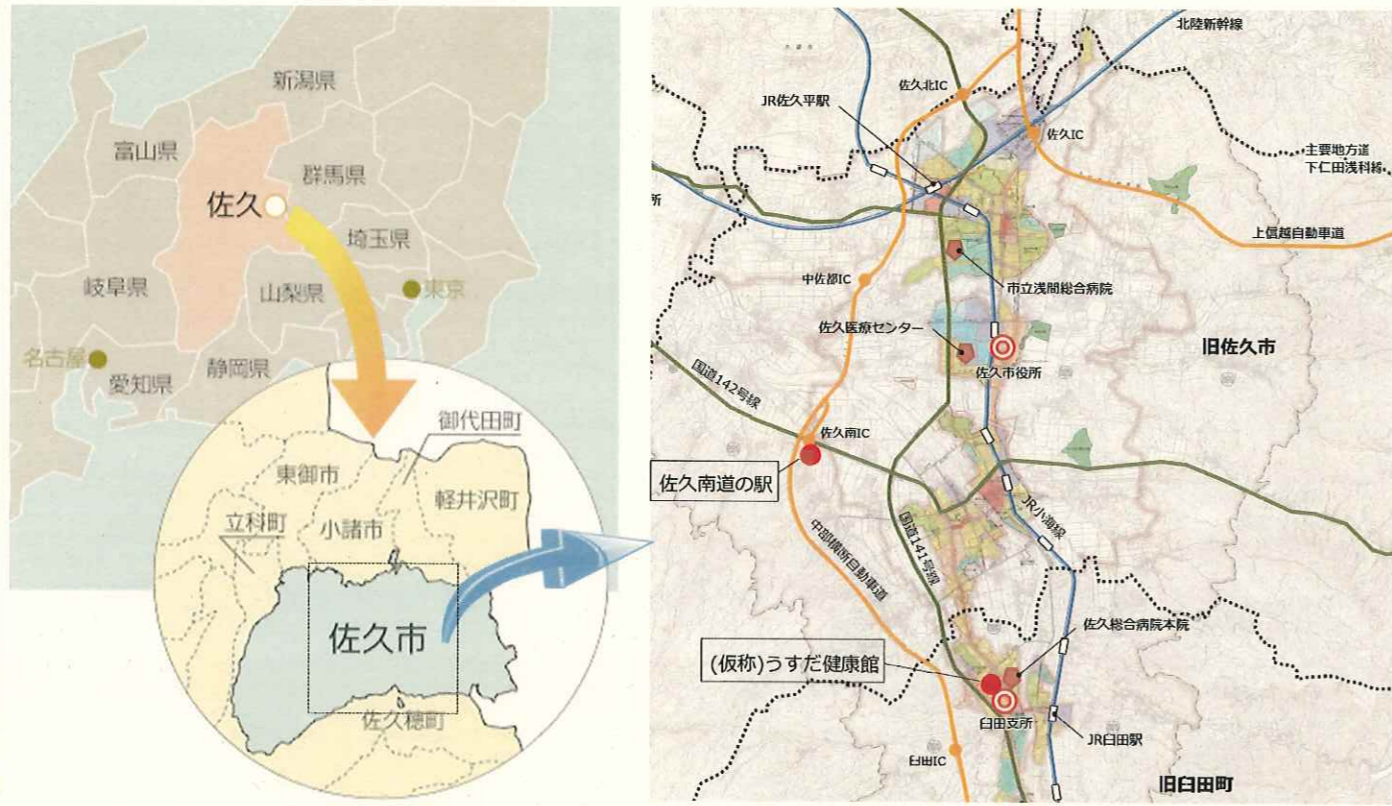 新潟県
富山県
群馬県
佐久
埼玉県
岐阜県
山梨県
東京
名古屋
静岡県
愛知県
御代田町
東御市
軽井沢町
立科町
小諸市
佐久市
佐久穂町
北陸新幹線
佐久北IC
JR佐久平駅
佐久IC
主要地方道
下仁田浅科線
所
上信越自動車道
中佐都IC
市立浅間総合病院
佐久医療センター
旧佐久市
佐久市役所
国道142号線
佐久南IC
佐久南道の駅
JR小海線
国道141号線
中部横断自動車道
佐久総合病院本院
(仮称)うすだ健康館
臼田支所
JR臼田駅
臼田IC
旧臼田町